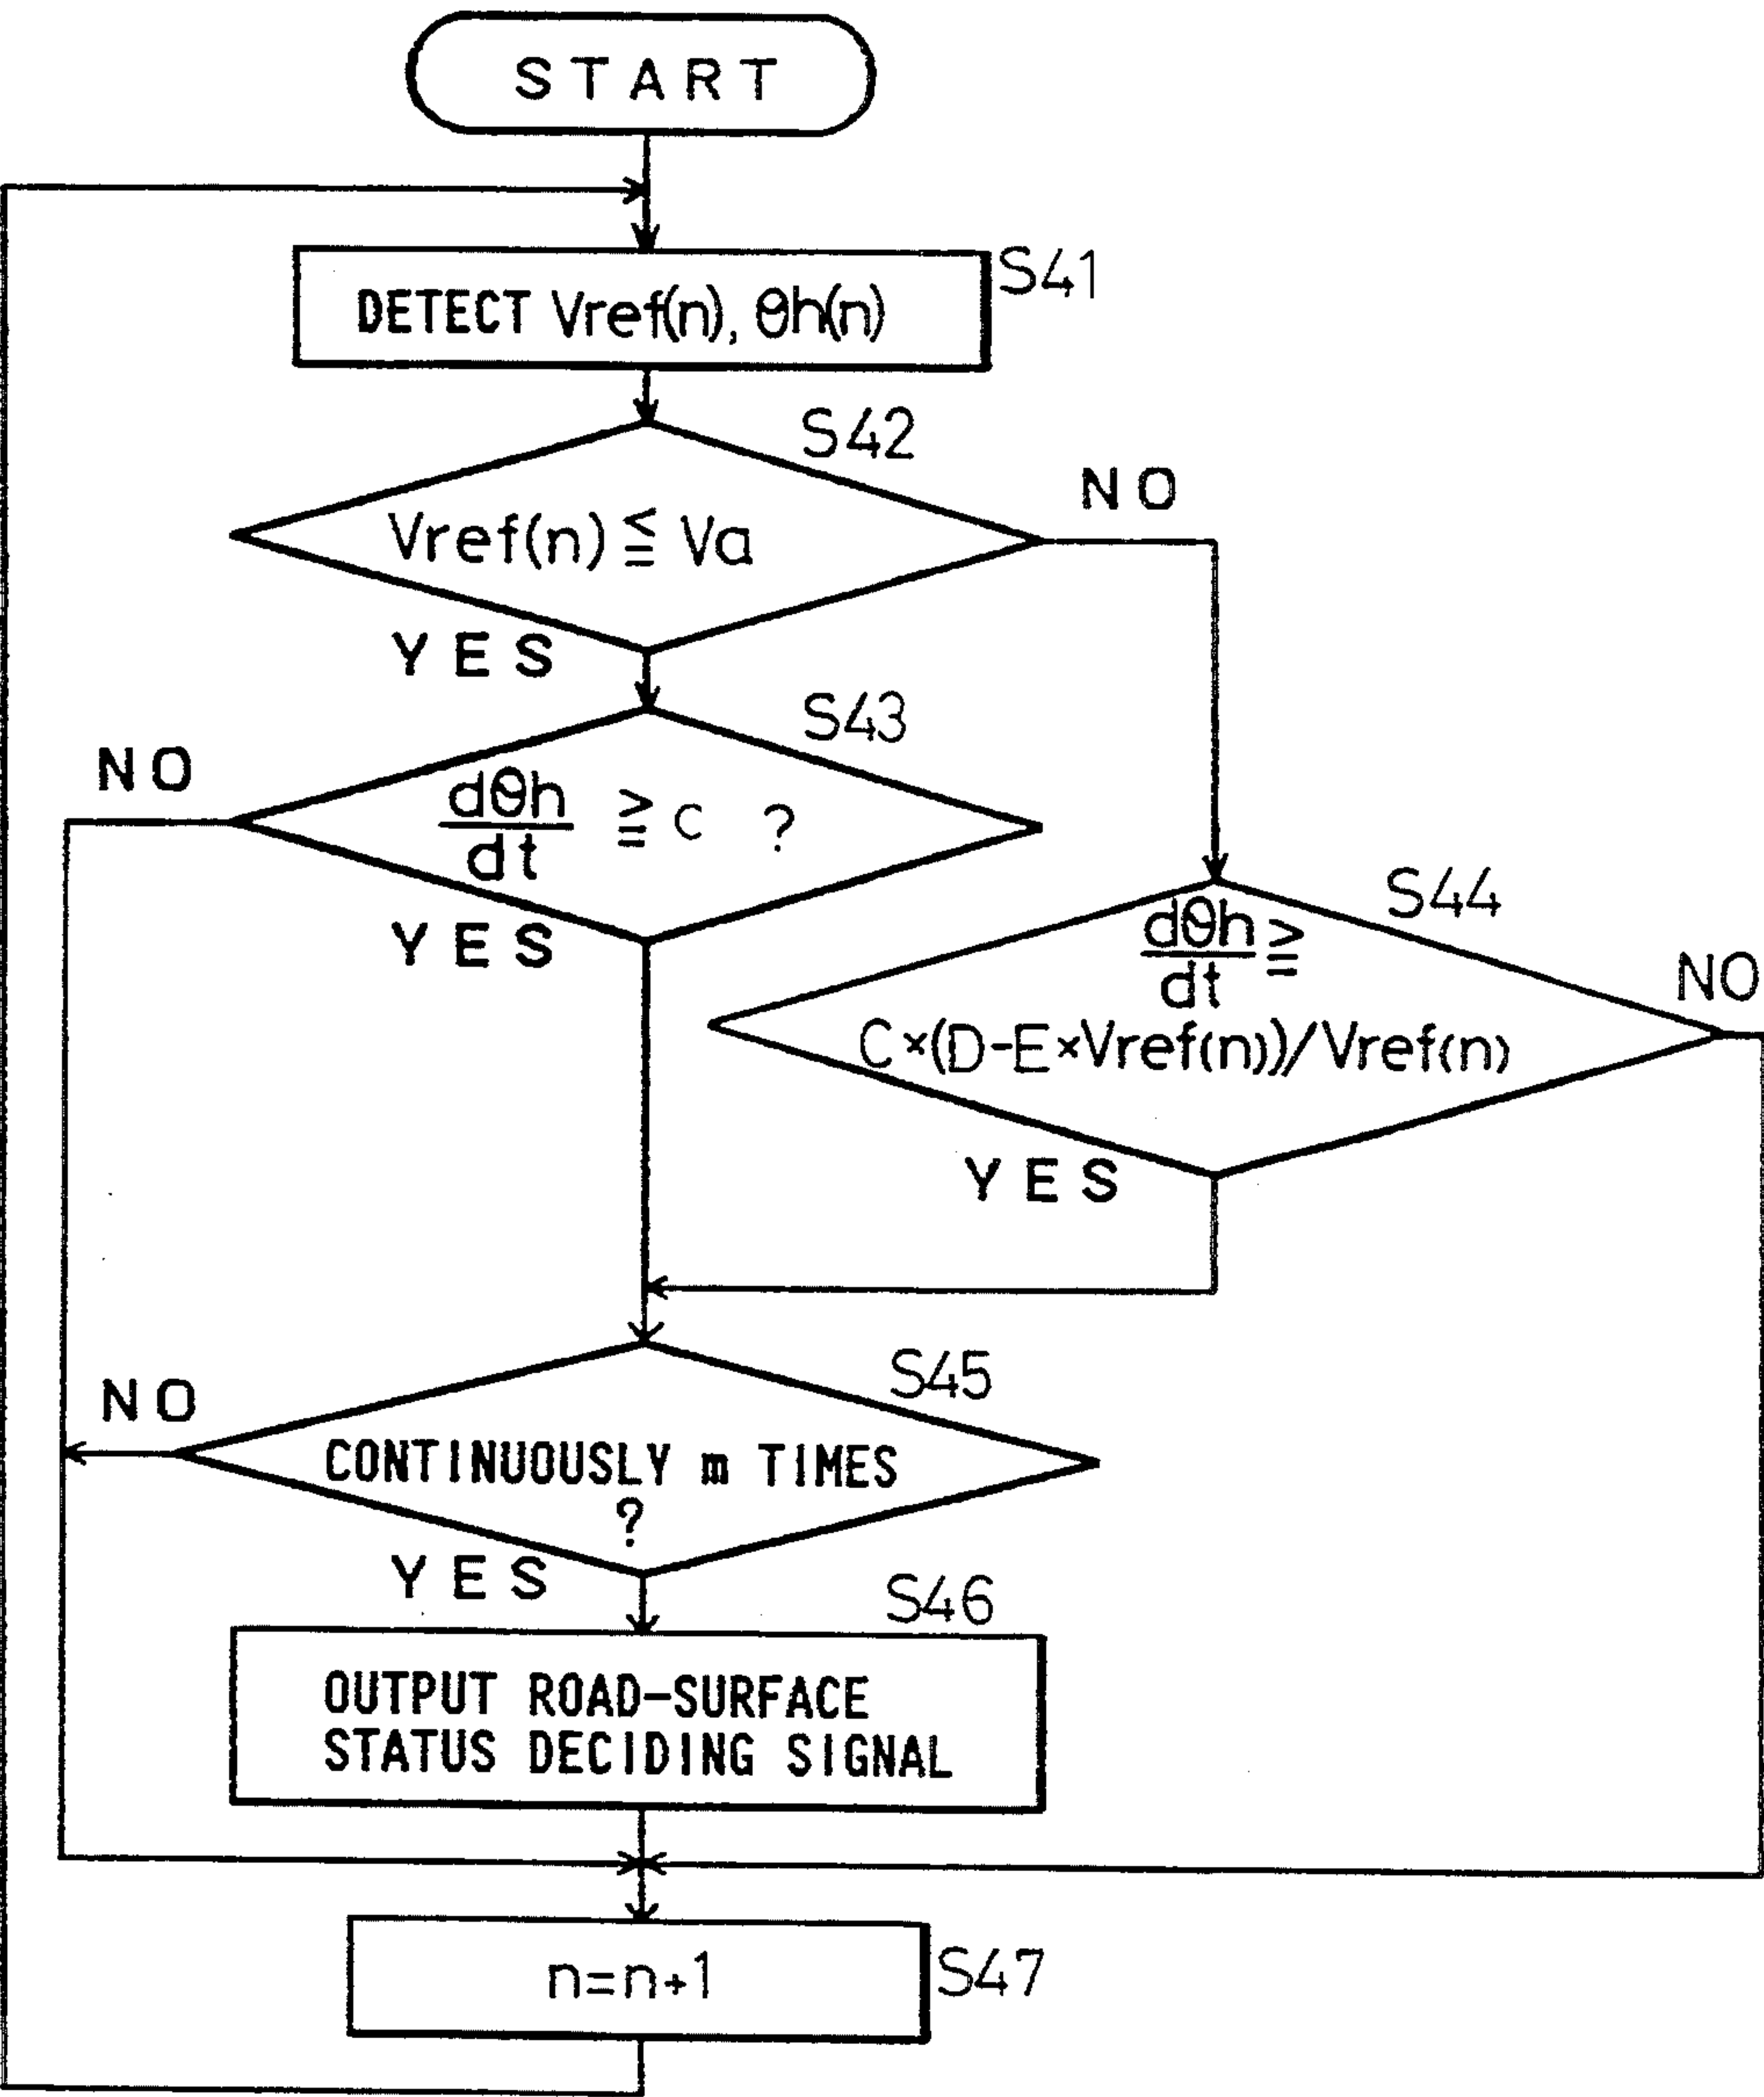 START
DETECT Vref(n), θh(n)
S41
S42
Vref(n) ≦ Va
NO
YES
S43
NO
dθh
dt
≧ C ?
YES
S44
dθh
dt
≧
C×(D-E×Vref(n))/Vref(n)
NO
YES
S45
NO
CONTINUOUSLY m TIMES
?
YES
S46
OUTPUT ROAD-SURFACE
STATUS DECIDING SIGNAL
n=n+1
S47